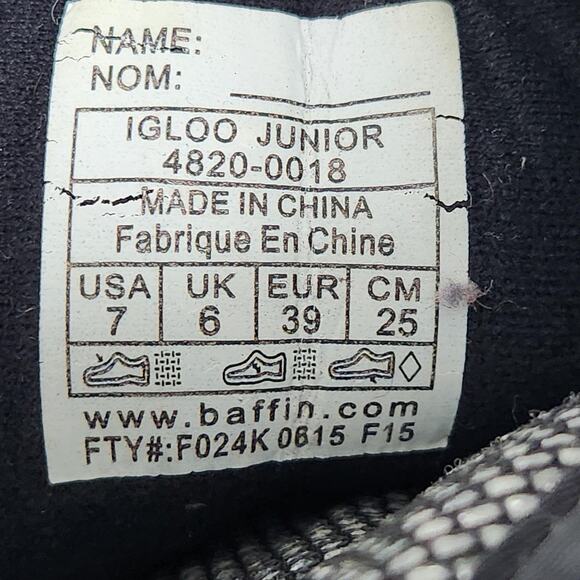 NAME:
NOM:
IGLOO JUNIOR
4820-0018
MADE IN CHINA
Fabrique En Chine
USA UK EUR CM
7 6 39 25
www.baffin.com
FTY#:F024K 0615 F15